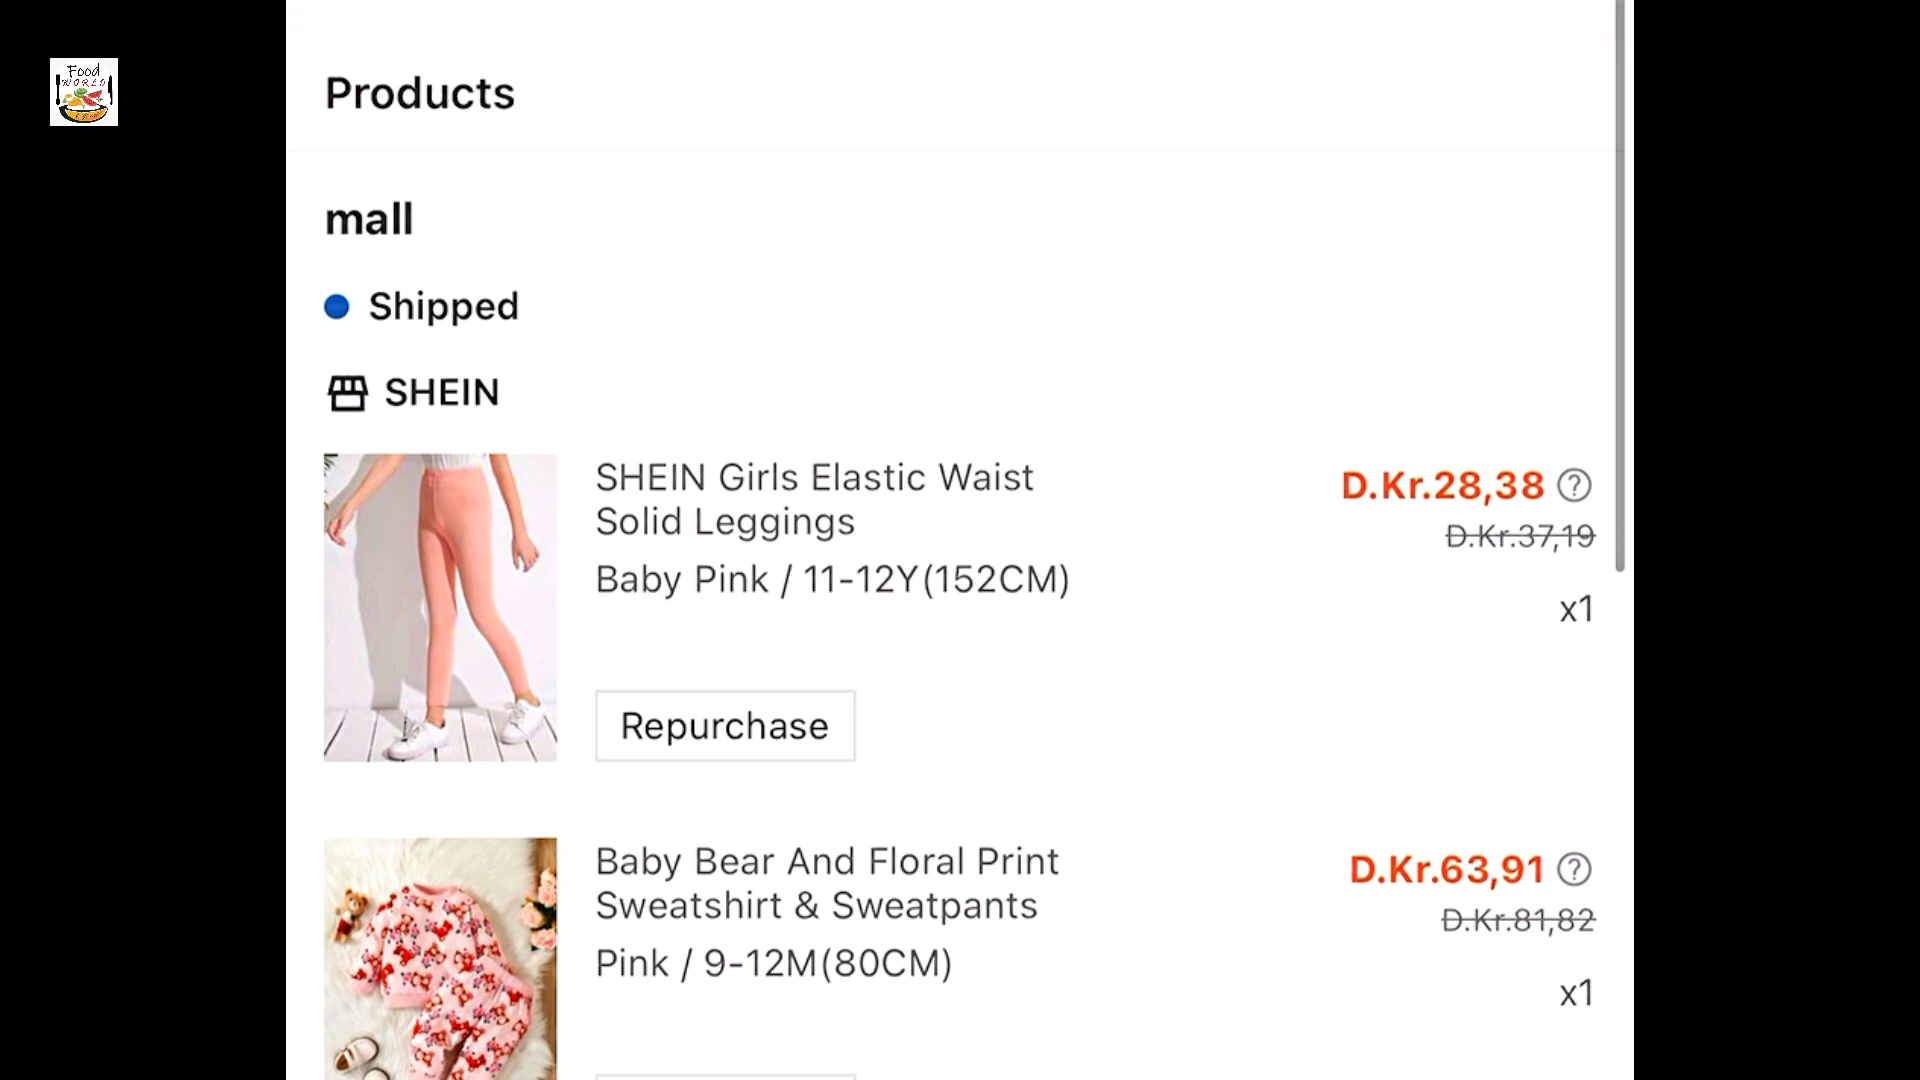 Food
WORLD
Products
mall
Shipped
SHEIN
SHEIN Girls Elastic Waist
Solid Leggings
Baby Pink / 11-12Y(152CM)
D.Kr.28,38
D.Kr.37,19
x1
Repurchase
Baby Bear And Floral Print
Sweatshirt & Sweatpants
Pink / 9-12M(80CM)
D.Kr.63,91
D.Kr.81,82
x1